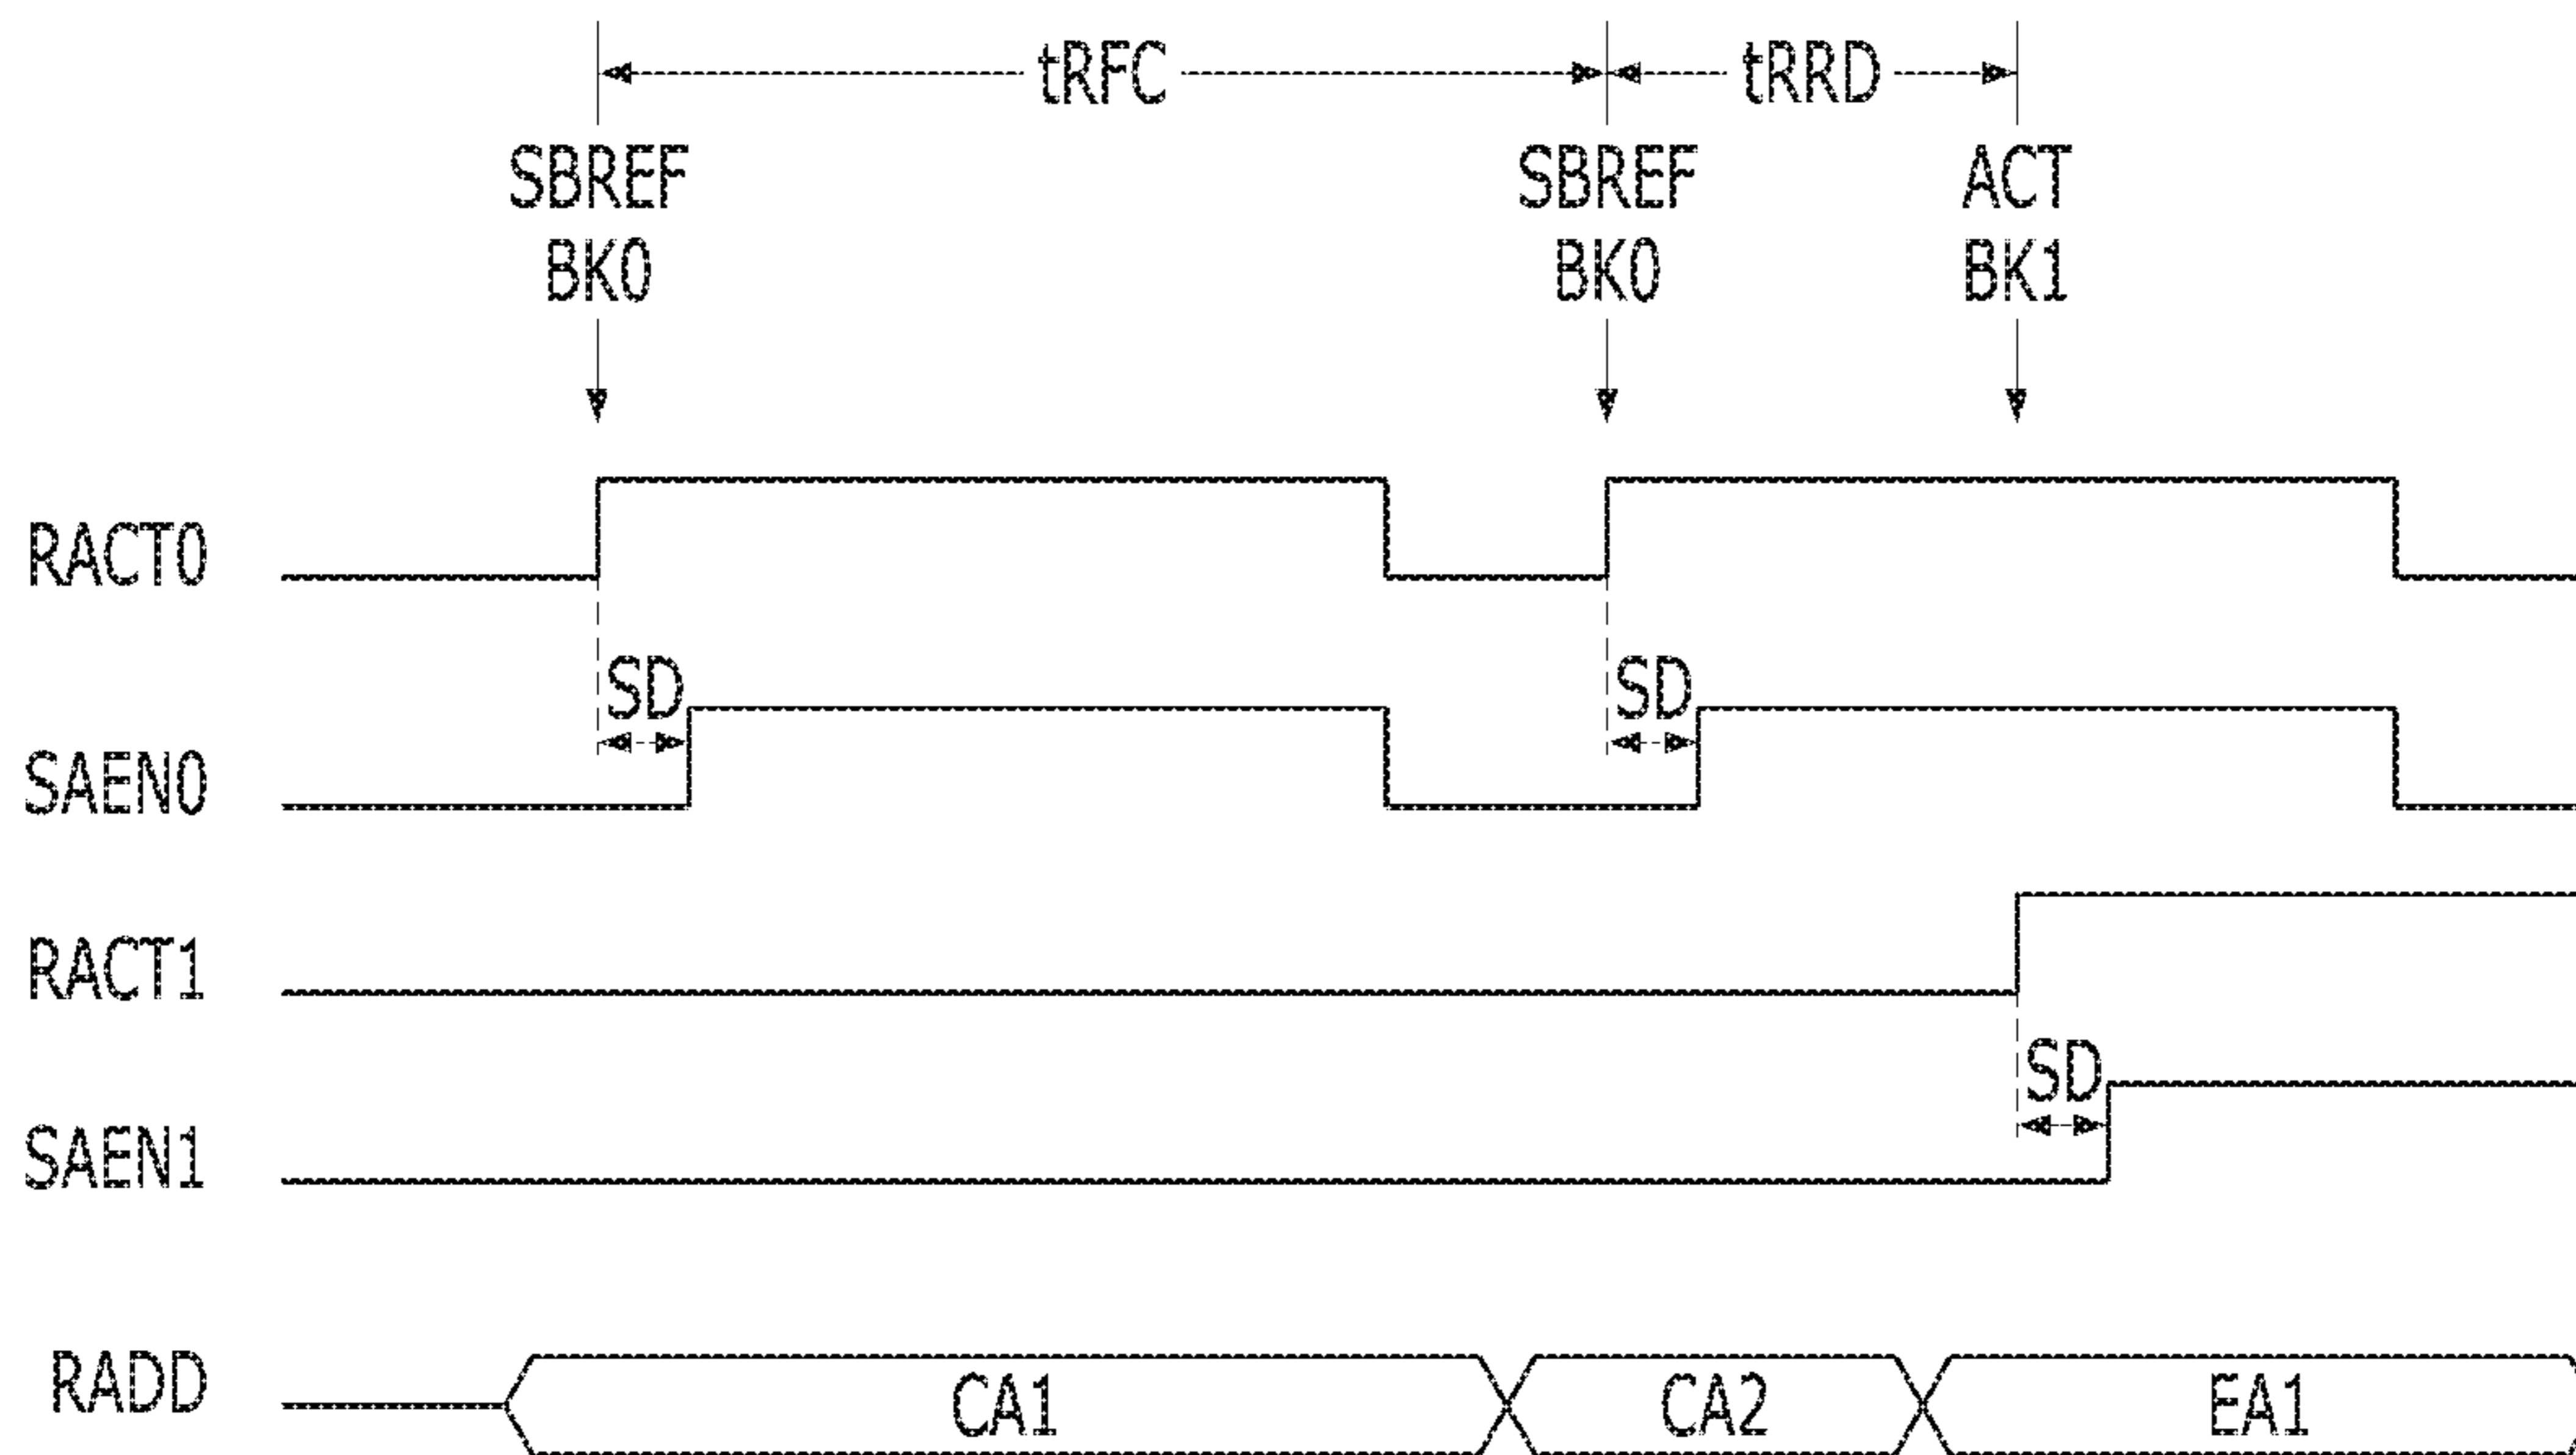 tRFC tRRD
SBREF SBREF ACT
BK0 BK0 BK1
RACT0
SD SD
SAEN0
RACT1
SD
SAEN1
RADD CA1 CA2 EA1